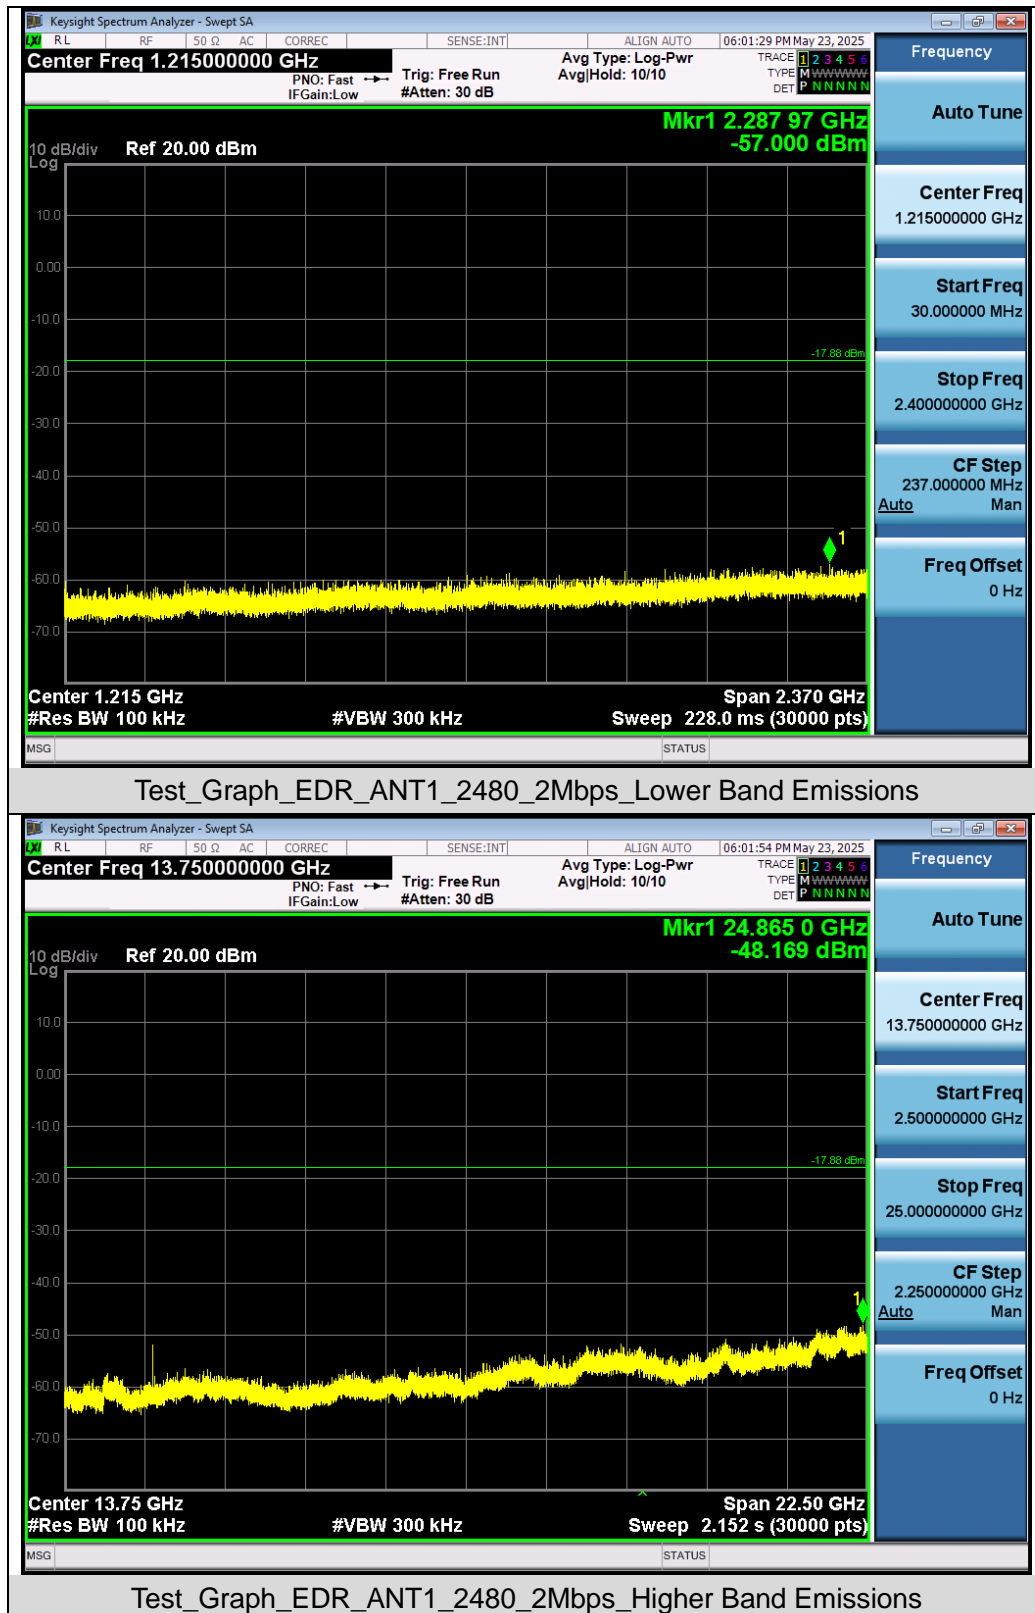 Keysight Spectrum Analyzer - Swept SA
LXI RL RF 50 Ω AC CORREC SENSE:INT ALIGN AUTO 06:01:29 PM May 23, 2025
Center Freq 1.215000000 GHz
PNO: Fast
IFGain:Low
Trig: Free Run
#Atten: 30 dB
Avg Type: Log-Pwr
Avg|Hold: 10/10
TRACE 1 2 3 4 5 6
TYPE M WWWWW
DET P N N N N N
Mkr1 2.287 97 GHz
-57.000 dBm
10 dB/div
Log
Ref 20.00 dBm
10.0
0.00
-10.0
-17.88 dBm
-20.0
-30.0
-40.0
-50.0
1
-60.0
-70.0
Center 1.215 GHz
Span 2.370 GHz
#Res BW 100 kHz
#VBW 300 kHz
Sweep 228.0 ms (30000 pts)
MSG
STATUS
Frequency
Auto Tune
Center Freq
1.215000000 GHz
Start Freq
30.000000 MHz
Stop Freq
2.400000000 GHz
CF Step
237.000000 MHz
Auto Man
Freq Offset
0 Hz
Test_Graph_EDR_ANT1_2480_2Mbps_Lower Band Emissions
Keysight Spectrum Analyzer - Swept SA
LXI RL RF 50 Ω AC CORREC SENSE:INT ALIGN AUTO 06:01:54 PM May 23, 2025
Center Freq 13.750000000 GHz
PNO: Fast
IFGain:Low
Trig: Free Run
#Atten: 30 dB
Avg Type: Log-Pwr
Avg|Hold: 10/10
TRACE 1 2 3 4 5 6
TYPE M WWWWW
DET P N N N N N
Mkr1 24.865 0 GHz
-48.169 dBm
10 dB/div
Log
Ref 20.00 dBm
10.0
0.00
-10.0
-17.88 dBm
-20.0
-30.0
-40.0
1
-50.0
-60.0
-70.0
Center 13.75 GHz
Span 22.50 GHz
#Res BW 100 kHz
#VBW 300 kHz
Sweep 2.152 s (30000 pts)
MSG
STATUS
Frequency
Auto Tune
Center Freq
13.750000000 GHz
Start Freq
2.500000000 GHz
Stop Freq
25.000000000 GHz
CF Step
2.250000000 GHz
Auto Man
Freq Offset
0 Hz
Test_Graph_EDR_ANT1_2480_2Mbps_Higher Band Emissions